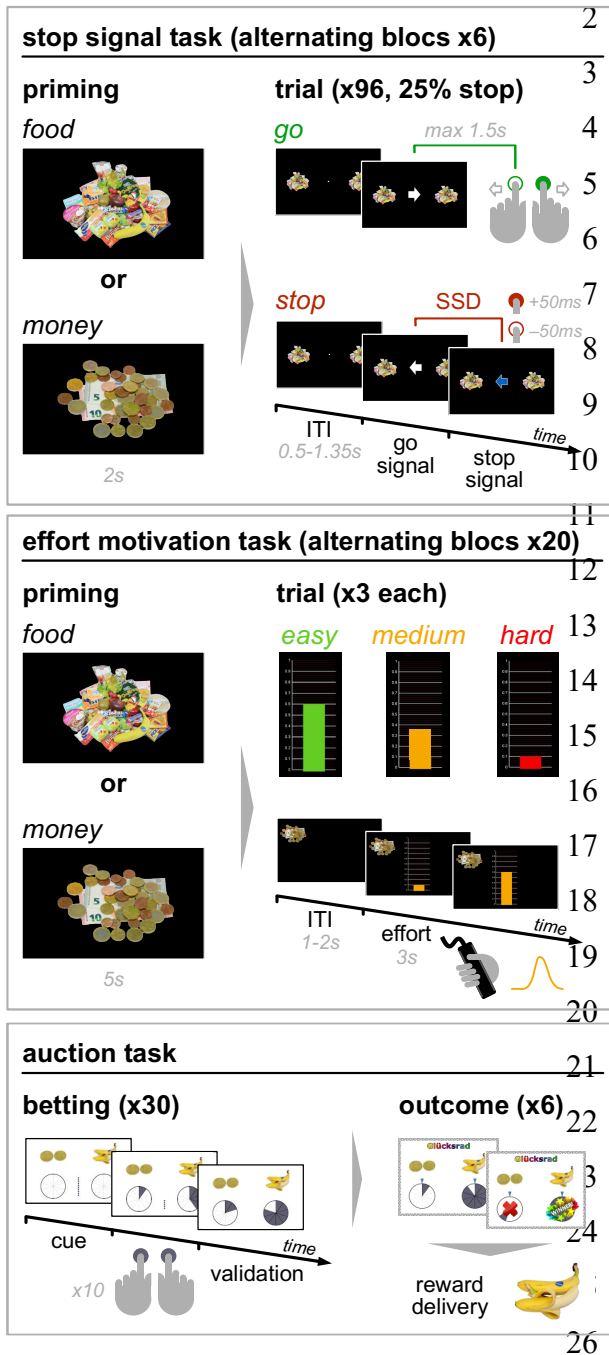 2
stop signal task (alternating blocs x6)
3
priming
trial (x96, 25% stop)
food
go
max 1.5s
4
5
6
or
7
money
stop
SSD
+50ms
–50ms
8
9
ITI
0.5-1.35s
go
signal
stop
signal
time
2s
10
11
effort motivation task (alternating blocs x20)
12
priming
trial (x3 each)
food
easy
medium
hard
13
14
15
or
16
money
17
18
ITI
1-2s
effort
3s
time
5s
19
20
auction task
21
betting (x30)
outcome (x6)
22
Glücksrad
Glücksrad
WINNER
3
cue
x10
validation
time
24
reward
delivery
26